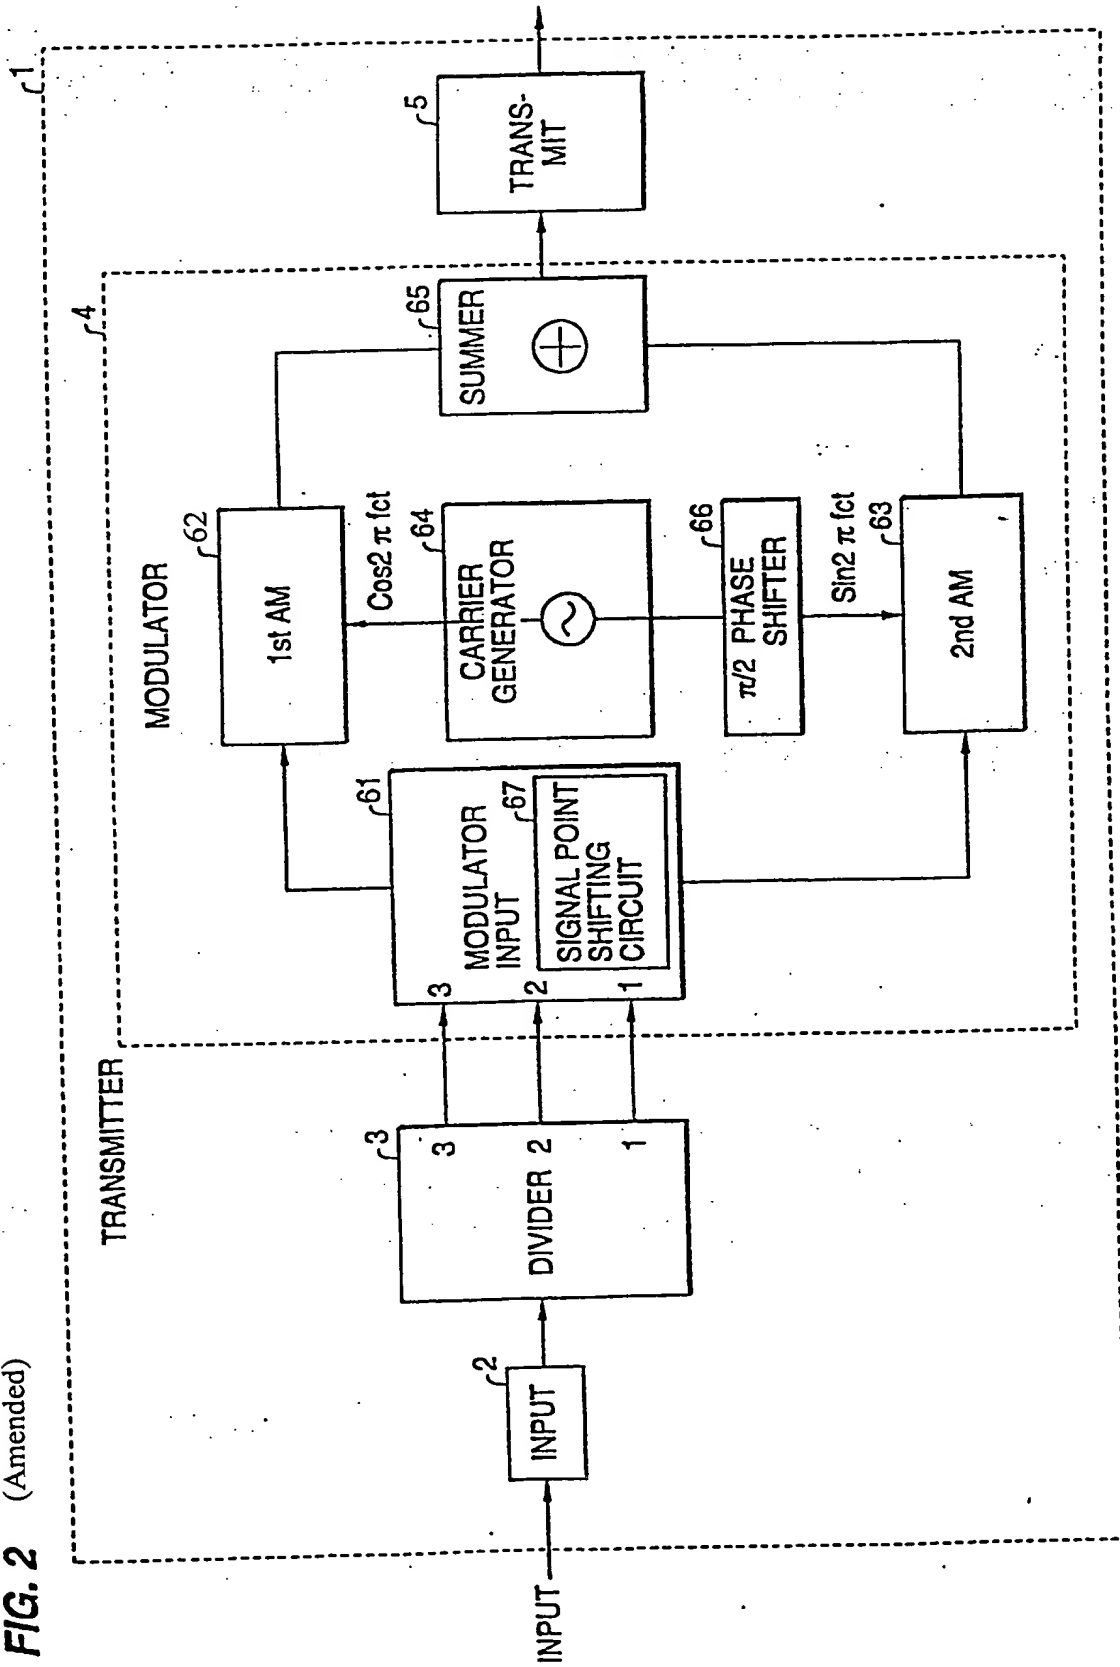 FIG. 2 (Amended)
1
TRANSMITTER
4
MODULATOR
INPUT
2
INPUT
3
DIVIDER
3
2
1
61
3
2
1
MODULATOR
INPUT
67
SIGNAL POINT
SHIFTING
CIRCUIT
62
1st AM
Cos2 π fct
64
CARRIER
GENERATOR
66
π/2 PHASE
SHIFTER
Sin2 π fct
63
2nd AM
65
SUMMER
5
TRANS-
MIT